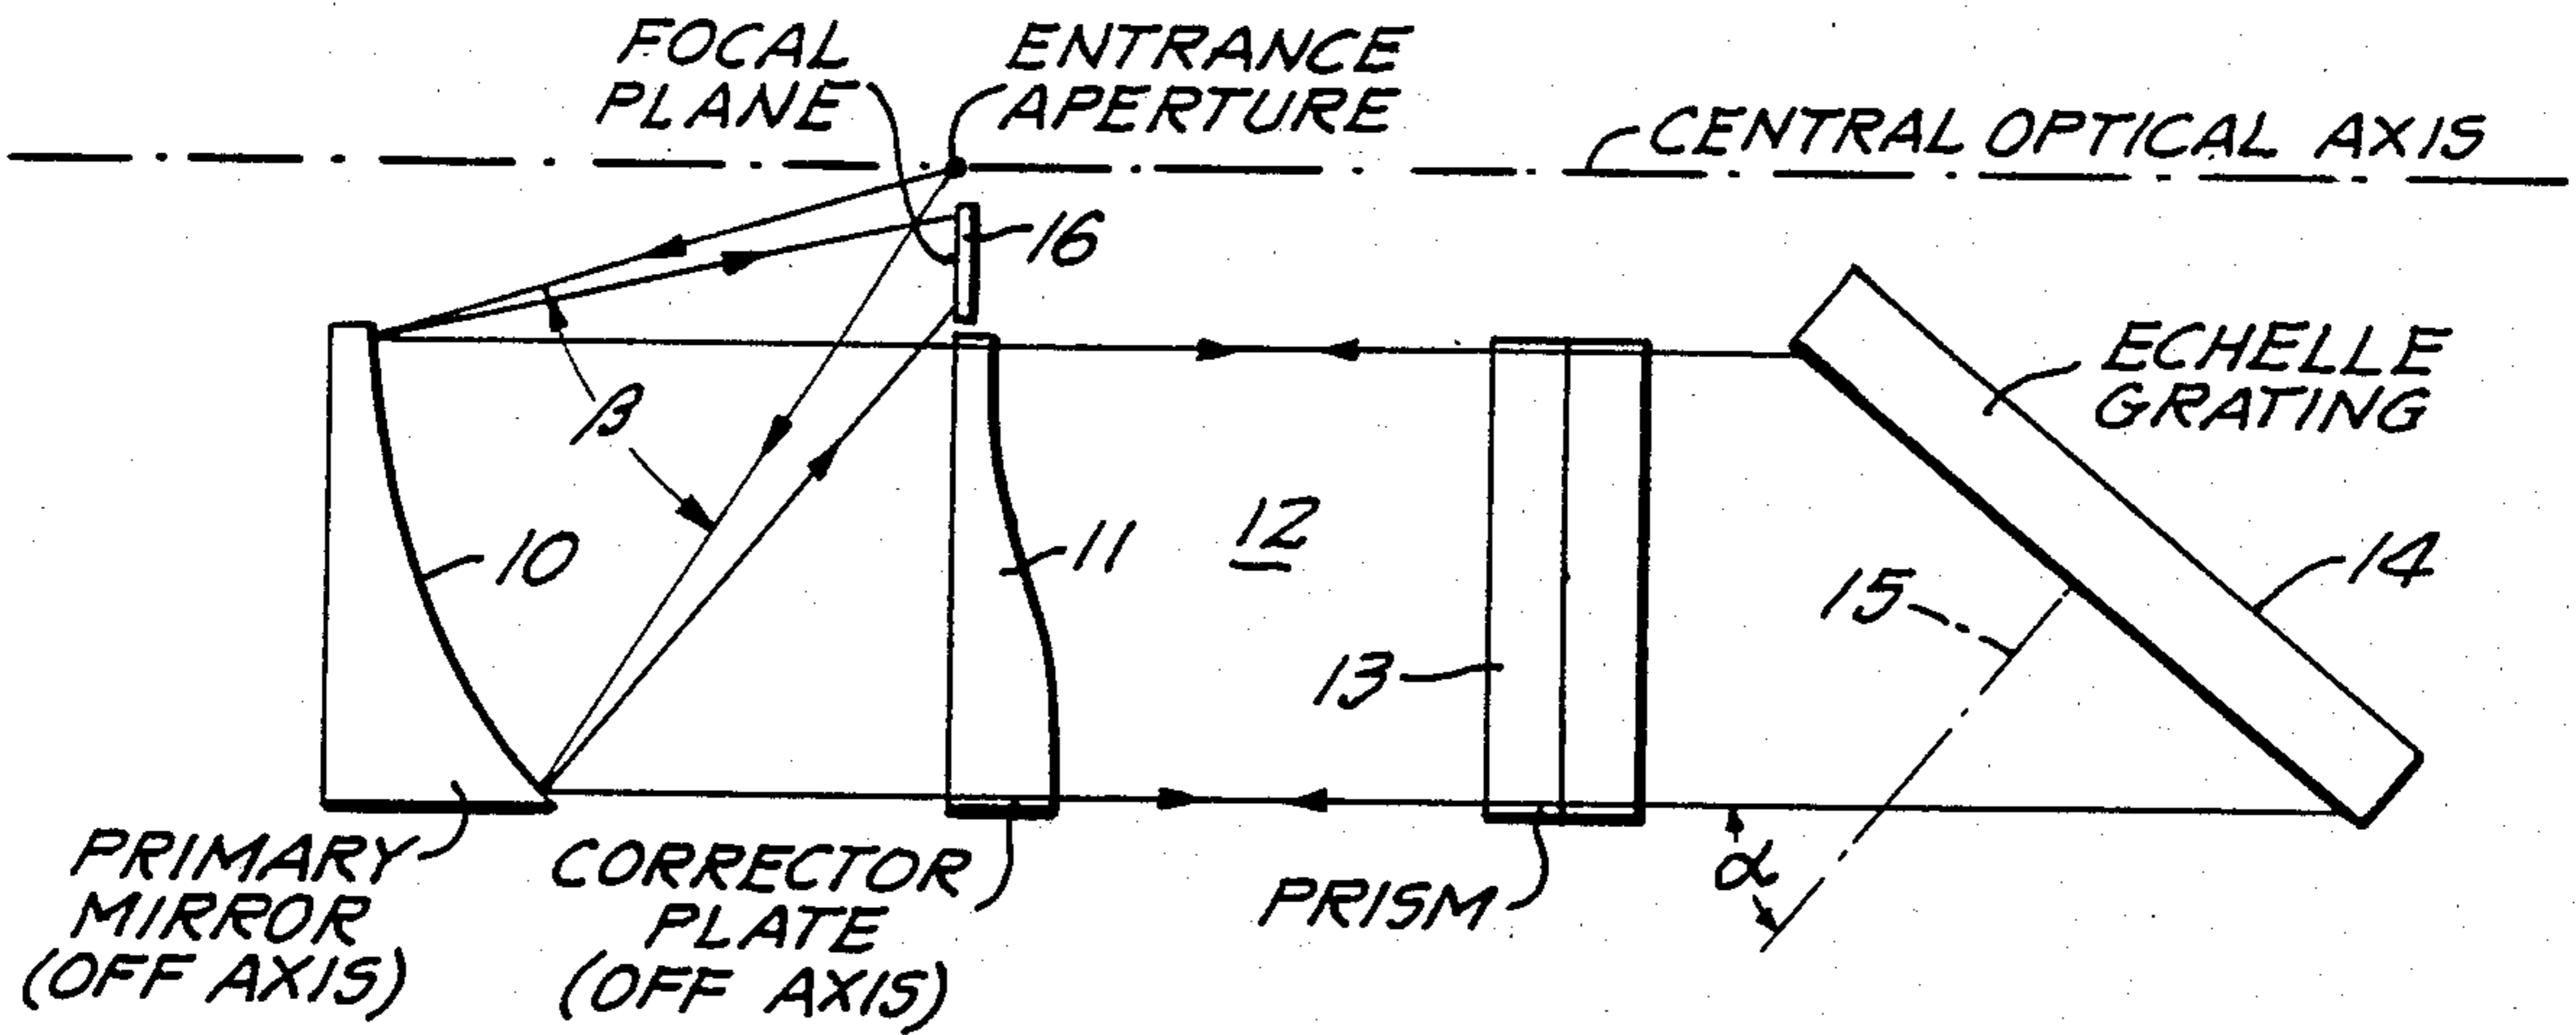 FOCAL
PLANE
ENTRANCE
APERTURE
CENTRAL OPTICAL AXIS
16
β
ECHELLE
GRATING
10
11
12
13
15
14
α
PRIMARY
MIRROR
(OFF AXIS)
CORRECTOR
PLATE
(OFF AXIS)
PRISM